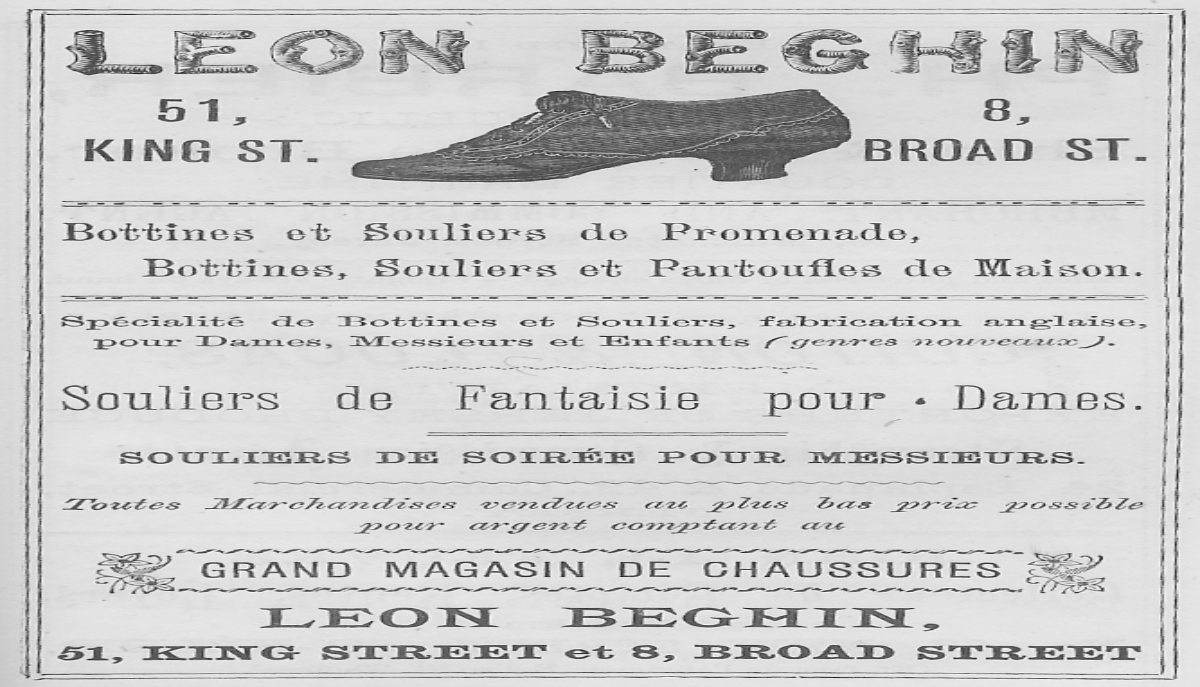 LEON BEGHIN
51,
KING ST.
8,
BROAD ST.
Bottines et Souliers de Promenade,
Bottines, Souliers et Pantoufles de Maison.
Spécialité de Bottines et Souliers, fabrication anglaise,
pour Dames, Messieurs et Enfants (genres nouveaux).
Souliers de Fantaisie pour Dames.
SOULIERS DE SOIRÉE POUR MESSIEURS.
Toutes Marchandises vendues au plus bas prix possible
pour argent comptant au
GRAND MAGASIN DE CHAUSSURES
LEON BEGHIN,
51, KING STREET et 8, BROAD STREET